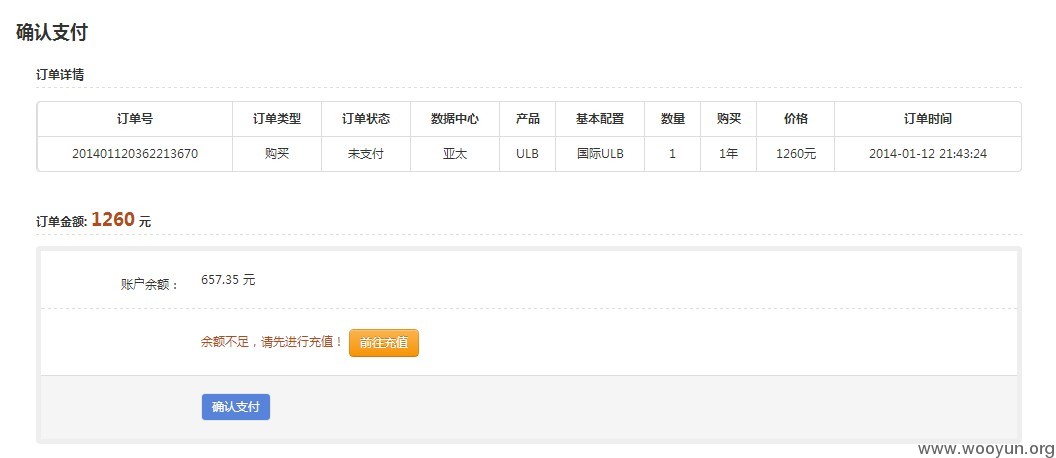 确认支付
订单详情
订单号 订单类型 订单状态 数据中心 产品 基本配置 数量 购买 价格 订单时间
201401120362213670 购买 未支付 亚太 ULB 国际ULB 1 1年 1260元 2014-01-12 21:43:24
订单金额: 1260 元
账户余额： 657.35 元
余额不足，请先进行充值！ 前往充值
确认支付
www.wooyun.org